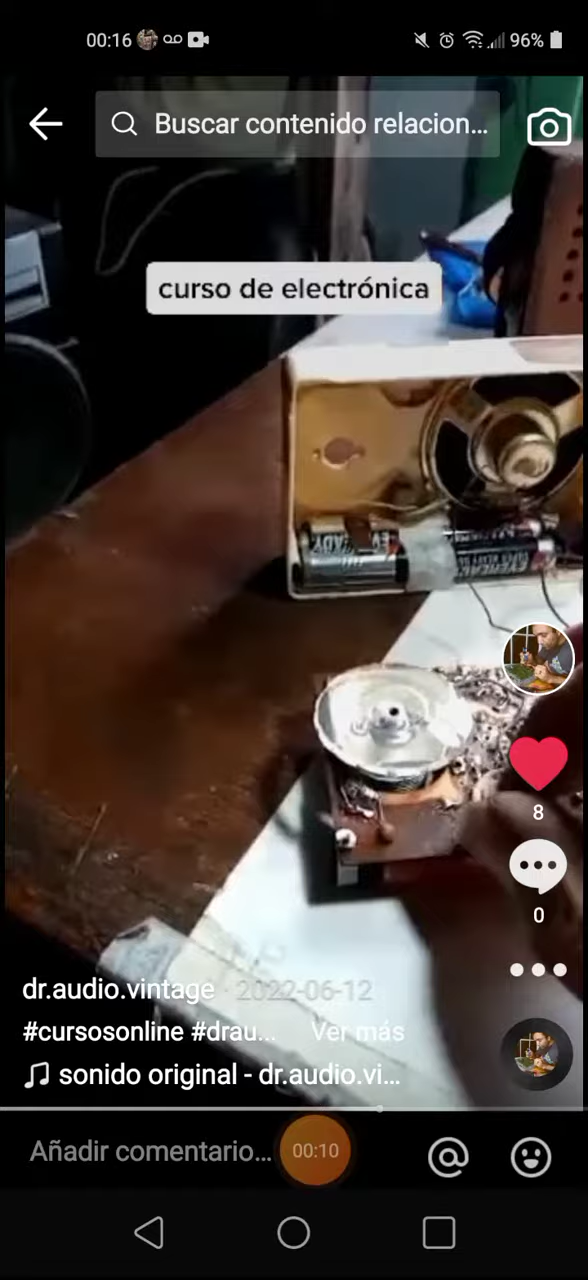 00:16
96%
Buscar contenido relacion...
curso de electrónica
8
0
dr.audio.vintage · 2022-06-12
#cursosonline #drau... Ver más
sonido original - dr.audio.vi...
Añadir comentario...
00:10